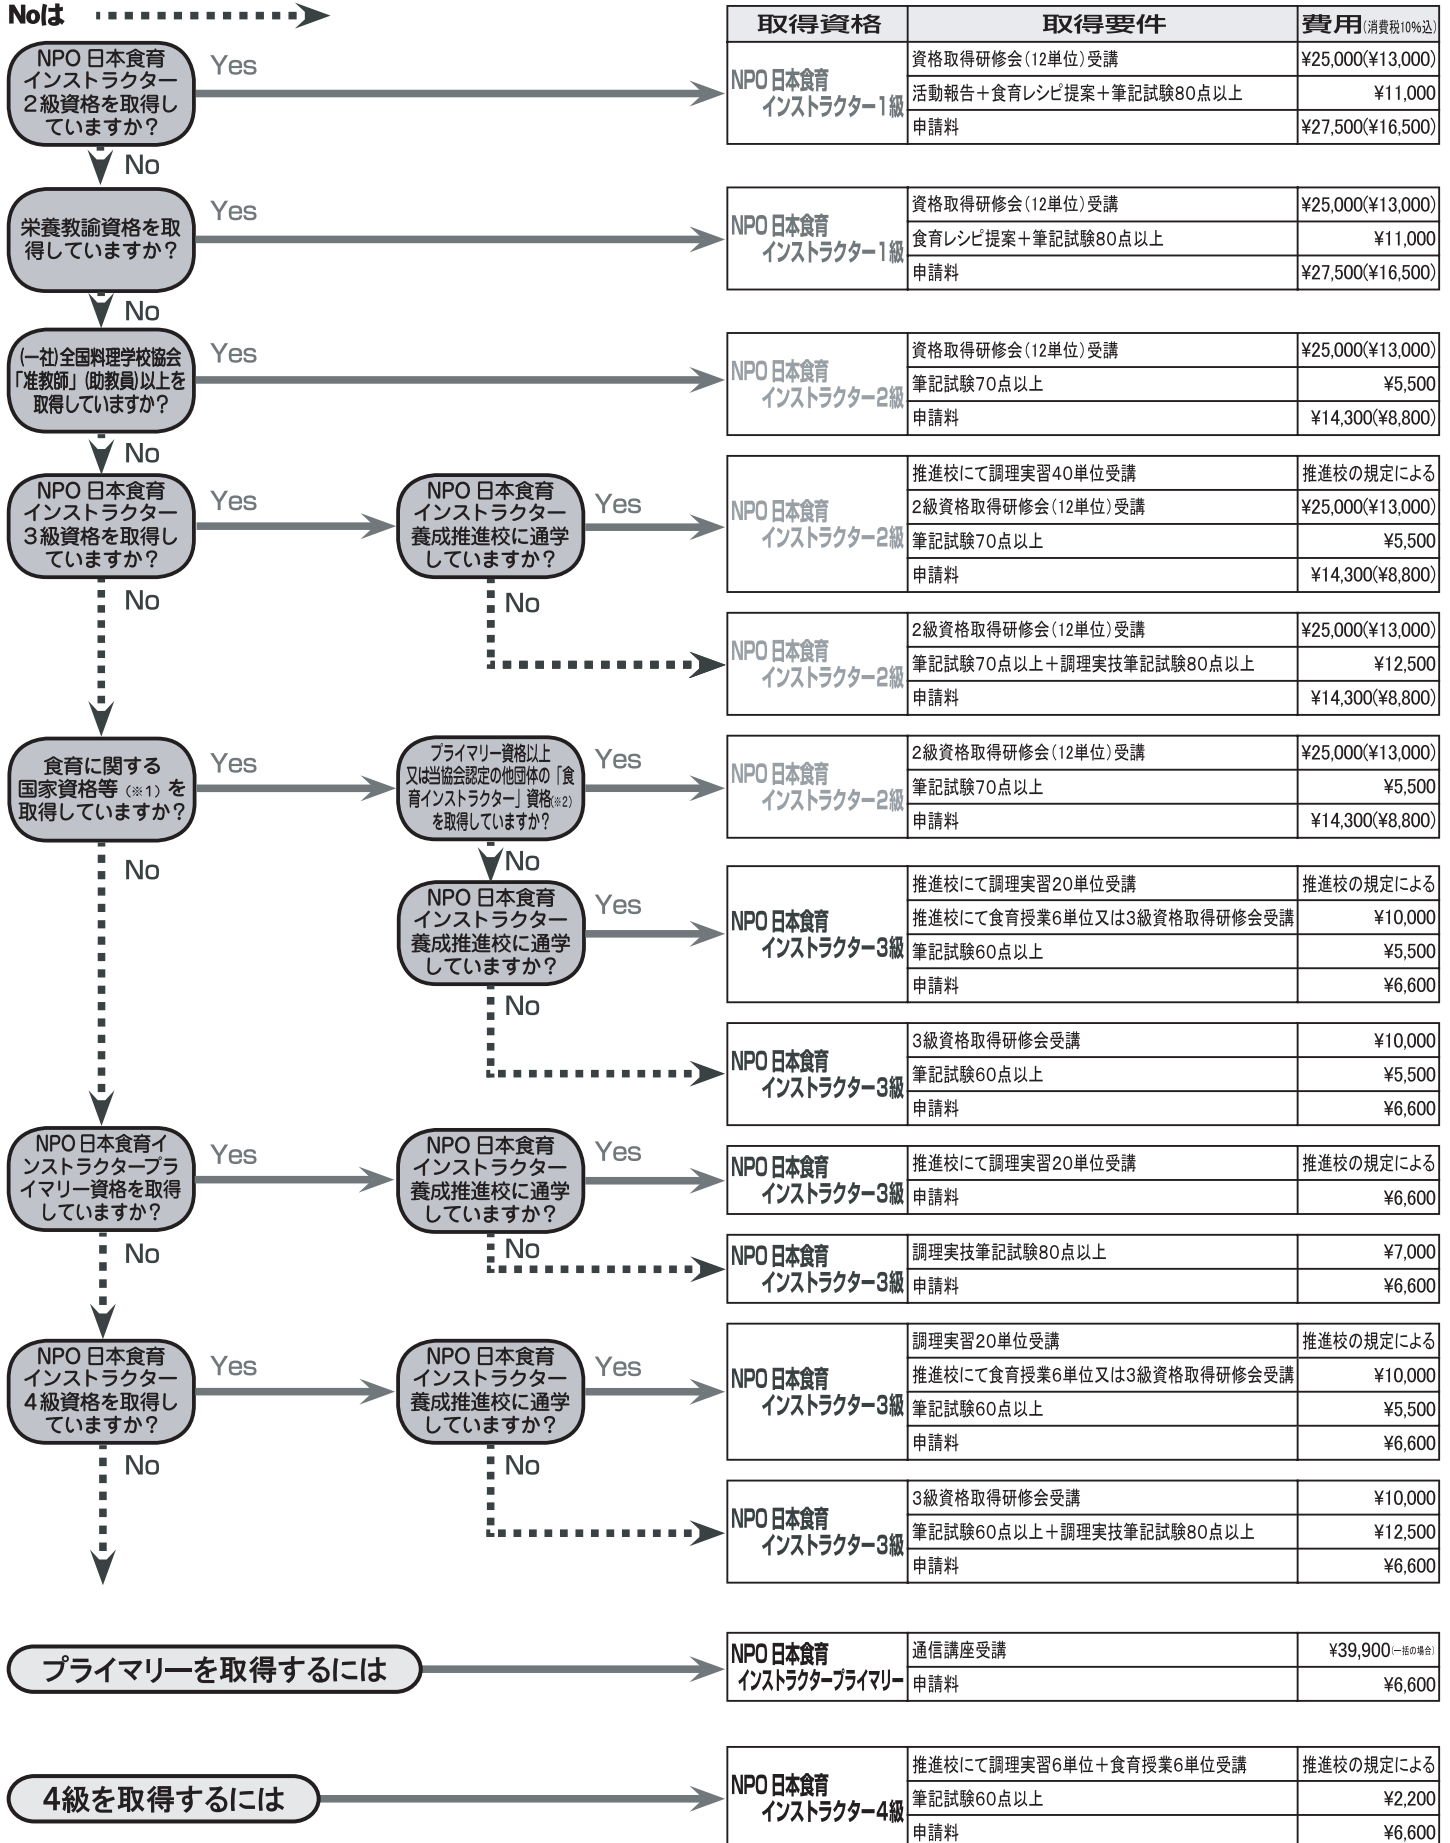 Noは
取得資格 取得要件 費用(消費税10%込)
NPO 日本食育
インストラクター
2級資格を取得し
ていますか?
Yes
NPO 日本食育
インストラクター1級
資格取得研修会(12単位)受講 ¥25,000(¥13,000)
活動報告+食育レシピ提案+筆記試験80点以上 ¥11,000
申請料 ¥27,500(¥16,500)
No
栄養教諭資格を取
得していますか?
Yes
NPO 日本食育
インストラクター1級
資格取得研修会(12単位)受講 ¥25,000(¥13,000)
食育レシピ提案+筆記試験80点以上 ¥11,000
申請料 ¥27,500(¥16,500)
No
(一社)全国料理学校協会
「准教師」(助教員)以上を
取得していますか?
Yes
NPO 日本食育
インストラクター2級
資格取得研修会(12単位)受講 ¥25,000(¥13,000)
筆記試験70点以上 ¥5,500
申請料 ¥14,300(¥8,800)
No
NPO 日本食育
インストラクター
3級資格を取得し
ていますか?
Yes
NPO 日本食育
インストラクター
養成推進校に通学
していますか?
Yes
NPO 日本食育
インストラクター2級
推進校にて調理実習40単位受講 推進校の規定による
2級資格取得研修会(12単位)受講 ¥25,000(¥13,000)
筆記試験70点以上 ¥5,500
申請料 ¥14,300(¥8,800)
No
No
NPO 日本食育
インストラクター2級
2級資格取得研修会(12単位)受講 ¥25,000(¥13,000)
筆記試験70点以上+調理実技筆記試験80点以上 ¥12,500
申請料 ¥14,300(¥8,800)
食育に関する
国家資格等(※1)を
取得していますか?
Yes
プライマリー資格以上
又は当協会認定の他団体の「食
育インストラクター」資格(※2)
を取得していますか?
Yes
NPO 日本食育
インストラクター2級
2級資格取得研修会(12単位)受講 ¥25,000(¥13,000)
筆記試験70点以上 ¥5,500
申請料 ¥14,300(¥8,800)
No
No
NPO 日本食育
インストラクター
養成推進校に通学
していますか?
Yes
NPO 日本食育
インストラクター3級
推進校にて調理実習20単位受講 推進校の規定による
推進校にて食育授業6単位又は3級資格取得研修会受講 ¥10,000
筆記試験60点以上 ¥5,500
申請料 ¥6,600
No
NPO 日本食育
インストラクター3級
3級資格取得研修会受講 ¥10,000
筆記試験60点以上 ¥5,500
申請料 ¥6,600
NPO 日本食育イ
ンストラクタープラ
イマリー資格を取得
していますか?
Yes
NPO 日本食育
インストラクター
養成推進校に通学
していますか?
Yes
NPO 日本食育
インストラクター3級
推進校にて調理実習20単位受講 推進校の規定による
申請料 ¥6,600
No
No
NPO 日本食育
インストラクター3級
調理実技筆記試験80点以上 ¥7,000
申請料 ¥6,600
NPO 日本食育
インストラクター
4級資格を取得し
ていますか?
Yes
NPO 日本食育
インストラクター
養成推進校に通学
していますか?
Yes
NPO 日本食育
インストラクター3級
調理実習20単位受講 推進校の規定による
推進校にて食育授業6単位又は3級資格取得研修会受講 ¥10,000
筆記試験60点以上 ¥5,500
申請料 ¥6,600
No
No
NPO 日本食育
インストラクター3級
3級資格取得研修会受講 ¥10,000
筆記試験60点以上+調理実技筆記試験80点以上 ¥12,500
申請料 ¥6,600
プライマリーを取得するには
NPO 日本食育
インストラクタープライマリー
通信講座受講 ¥39,900(一括の場合)
申請料 ¥6,600
4級を取得するには
NPO 日本食育
インストラクター4級
推進校にて調理実習6単位+食育授業6単位受講 推進校の規定による
筆記試験60点以上 ¥2,200
申請料 ¥6,600